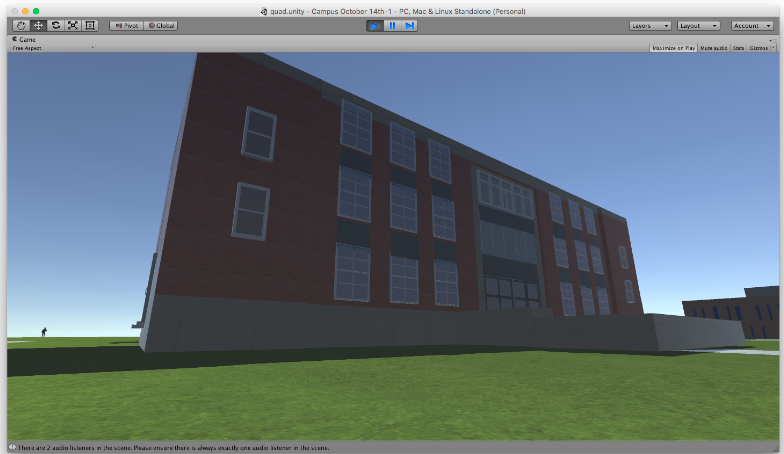 quad.unity - Campus October 14th-1 - PC, Mac & Linux Standalone (Personal)
Pivot Global Layers Layout Account
Game
Free Aspect Maximize on Play Mute audio Stats Gizmos
There are 2 audio listeners in the scene. Please ensure there is always exactly one audio listener in the scene.